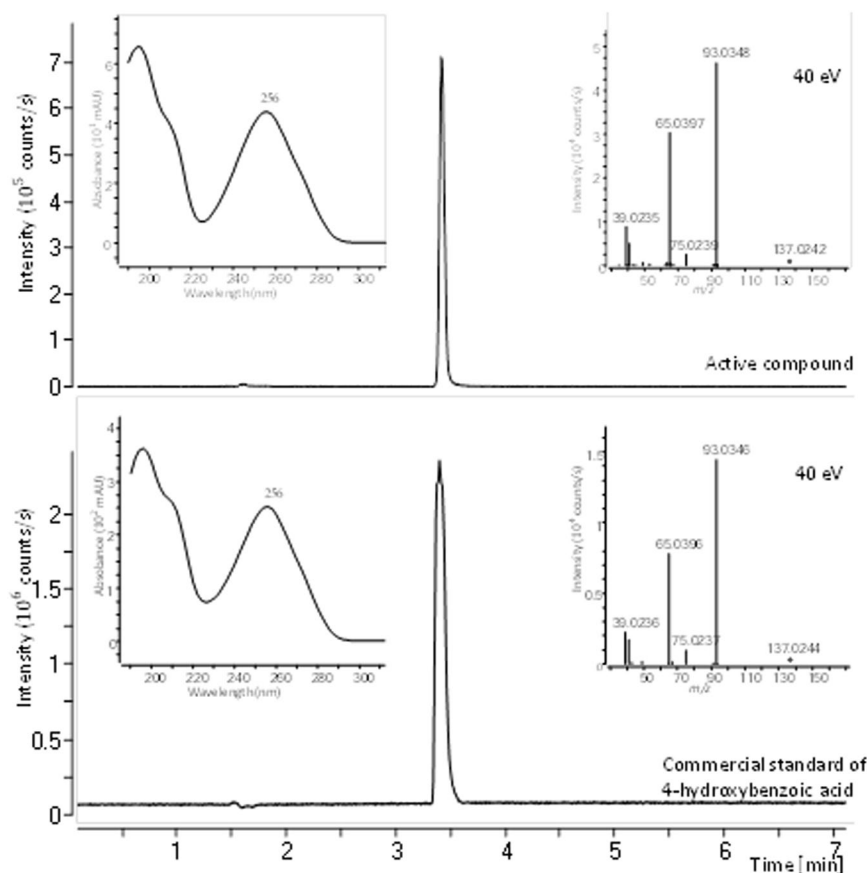 Intensity (10⁵ counts/s)
7
6
5
4
3
2
1
0
Absorbance (10¹ mAU)
6
4
2
0
256
200 220 240 260 280 300
Wavelength(nm)
Intensity (10⁴ counts/s)
5
4
3
2
1
0
93.0348
65.0397
39.0235
75.0239
137.0242
40 eV
50 70 90 110 130 150
m/z
Active compound
Intensity (10⁶ counts/s)
2
1.5
1
0.5
0
Absorbance (10² mAU)
4
3
2
1
0
256
200 220 240 260 280 300
Wavelength(nm)
Intensity (10⁴ counts/s)
1.5
1
0.5
0
93.0346
65.0396
39.0236
75.0237
137.0244
40 eV
50 70 90 110 130 150
m/z
Commercial standard of
4-hydroxybenzoic acid
1 2 3 4 5 6 7
Time [min]